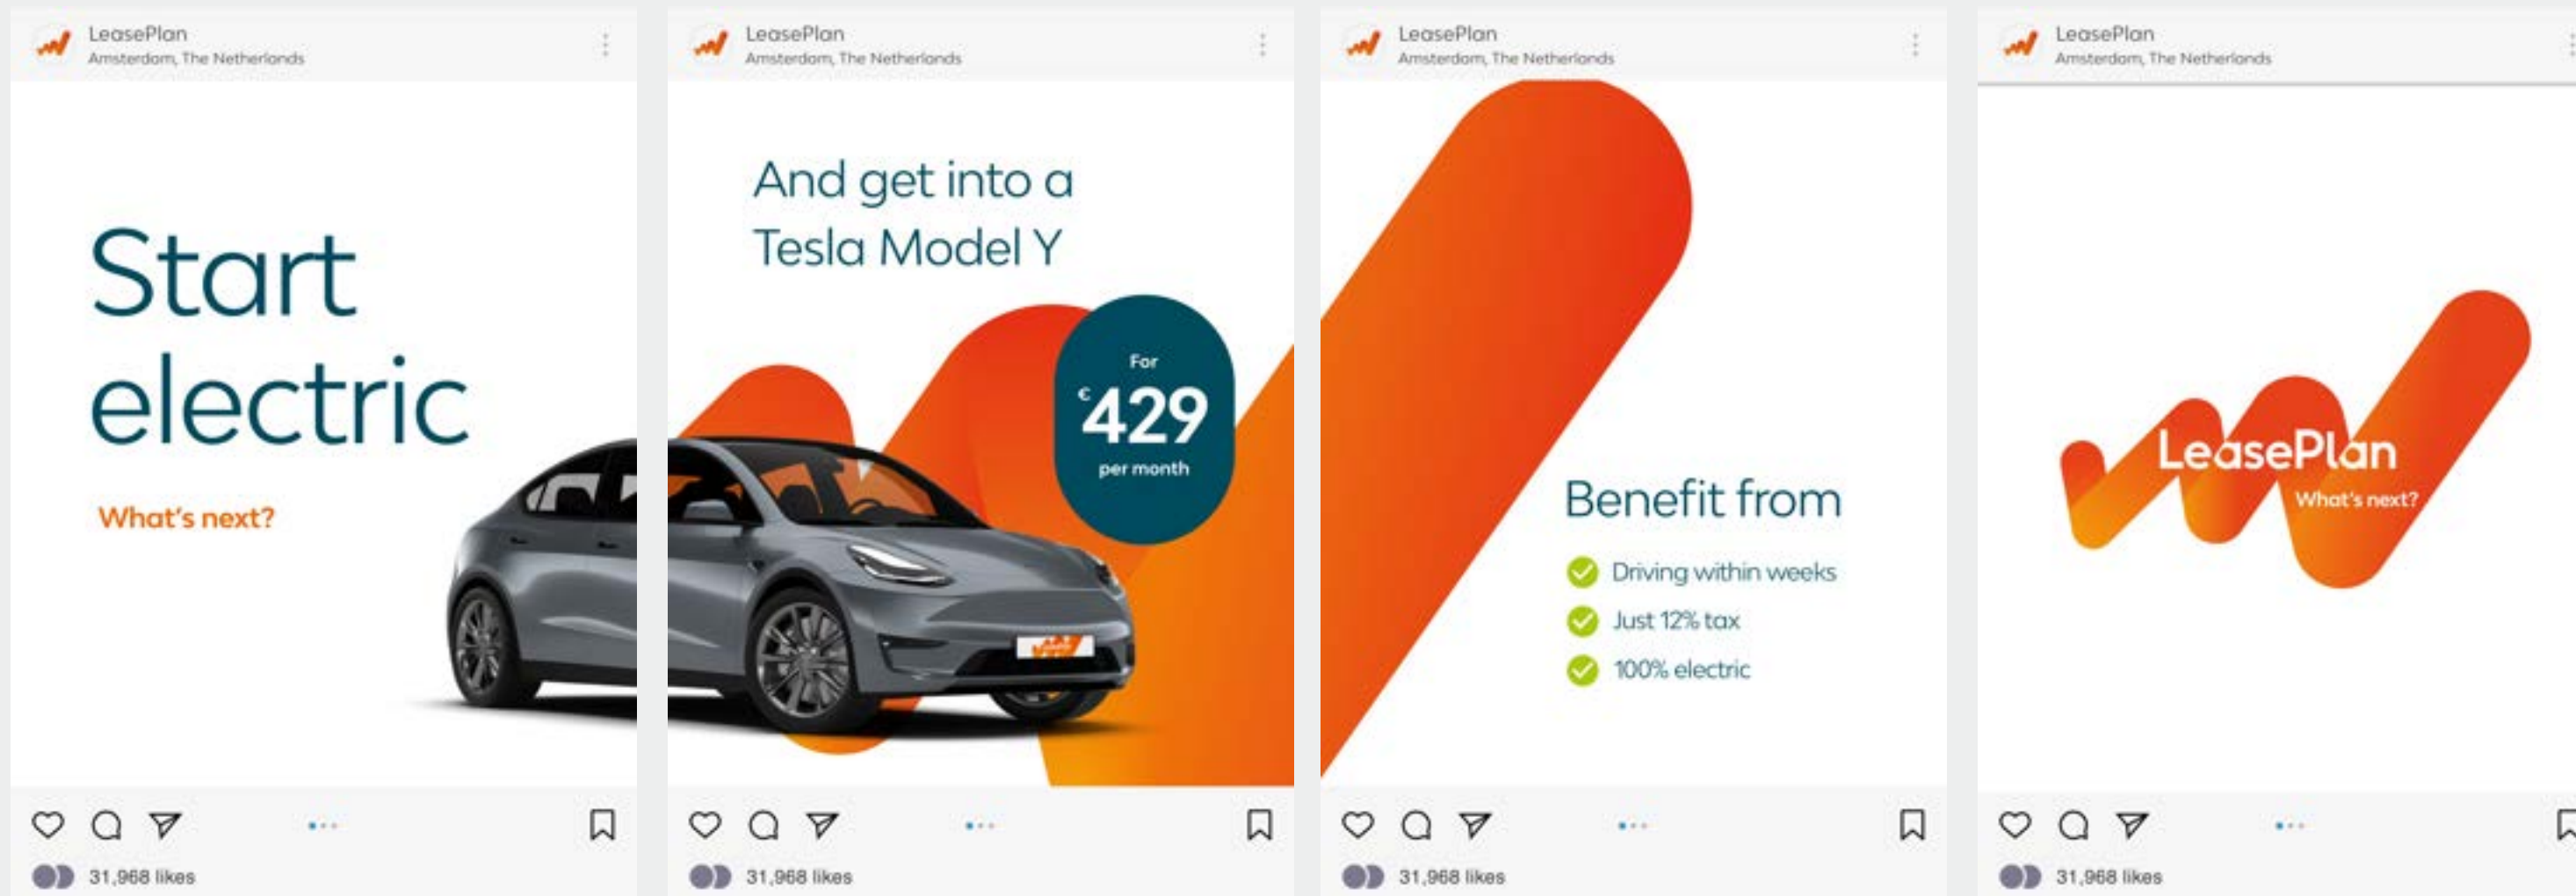 LeasePlan
Amsterdam, The Netherlands
Start
electric
What's next?
31,968 likes
LeasePlan
Amsterdam, The Netherlands
And get into a
Tesla Model Y
For
€429
per month
31,968 likes
LeasePlan
Amsterdam, The Netherlands
Benefit from
Driving within weeks
Just 12% tax
100% electric
31,968 likes
LeasePlan
Amsterdam, The Netherlands
LeasePlan
What's next?
31,968 likes